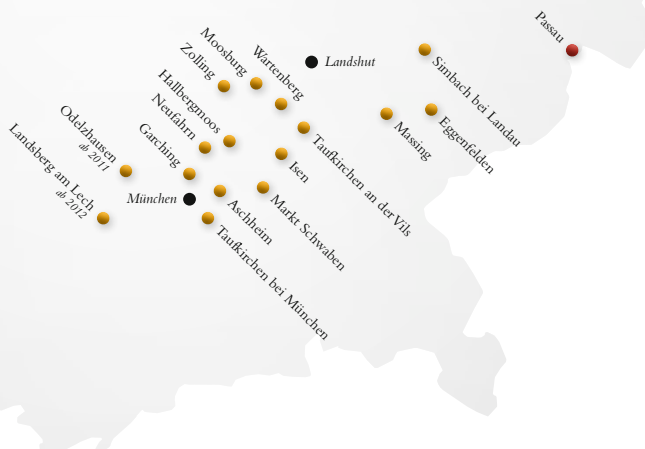 Passau
Moosburg
Zolling
Wartenberg
Landshut
Simbach bei Landau
Hallbergmoos
Neufahrn
Garching
Odelzhausen
ab 2011
Landsberg am Lech
ab 2012
München
Massing
Eggenfelden
Taufkirchen an der Vils
Isen
Markt Schwaben
Aschheim
Taufkirchen bei München